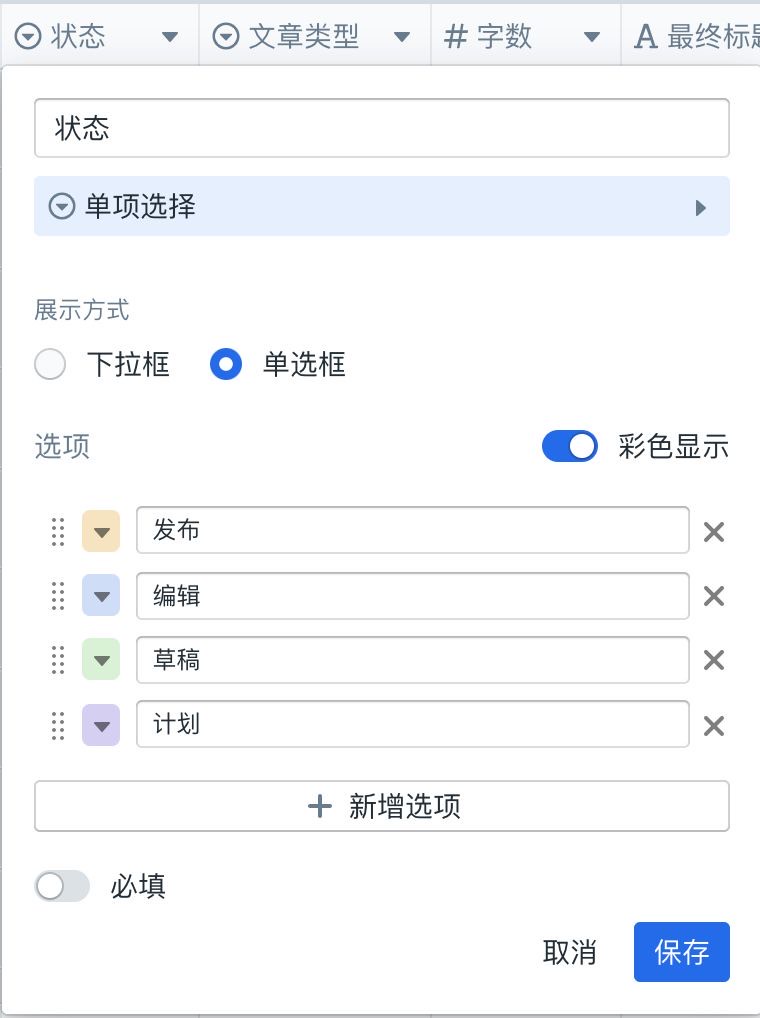 状态 文章类型 # 字数 A 最终标题
状态
单项选择
展示方式
下拉框 单选框
选项 彩色显示
发布
编辑
草稿
计划
+ 新增选项
必填
取消 保存